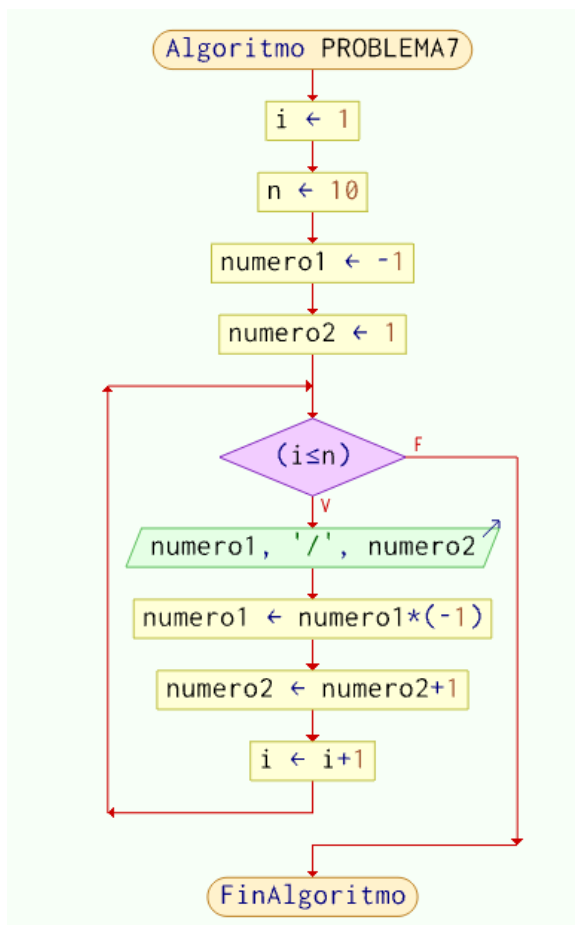 Algoritmo PROBLEMA7
i ← 1
n ← 10
numero1 ← -1
numero2 ← 1
(i≤n)
F
V
numero1, '/', numero2
numero1 ← numero1*(-1)
numero2 ← numero2+1
i ← i+1
FinAlgoritmo